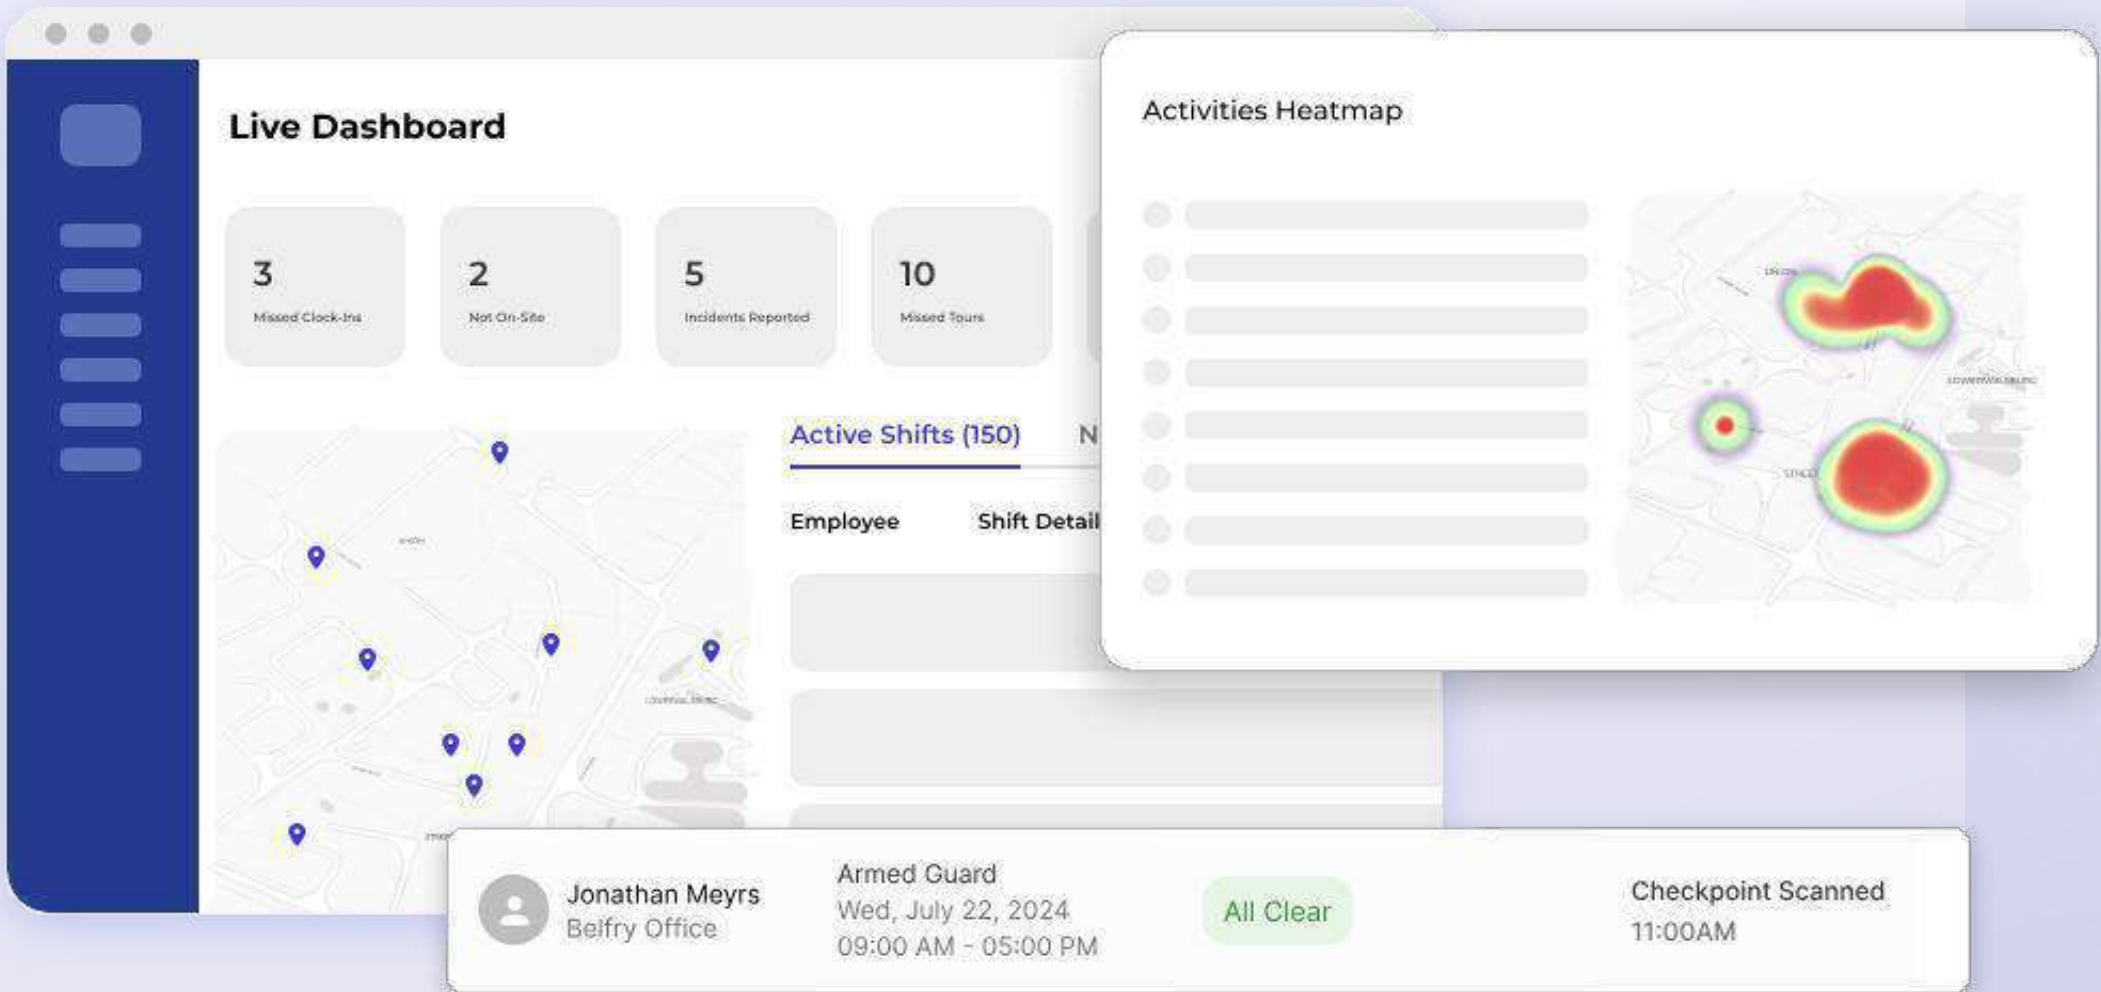 Live Dashboard
3
Missed Clock-Ins
2
Not On-Site
5
Incidents Reported
10
Missed Tours
Active Shifts (150)
N
Employee
Shift Detail
Activities Heatmap
Jonathan Meyrs
Belfry Office
Armed Guard
Wed, July 22, 2024
09:00 AM - 05:00 PM
All Clear
Checkpoint Scanned
11:00AM